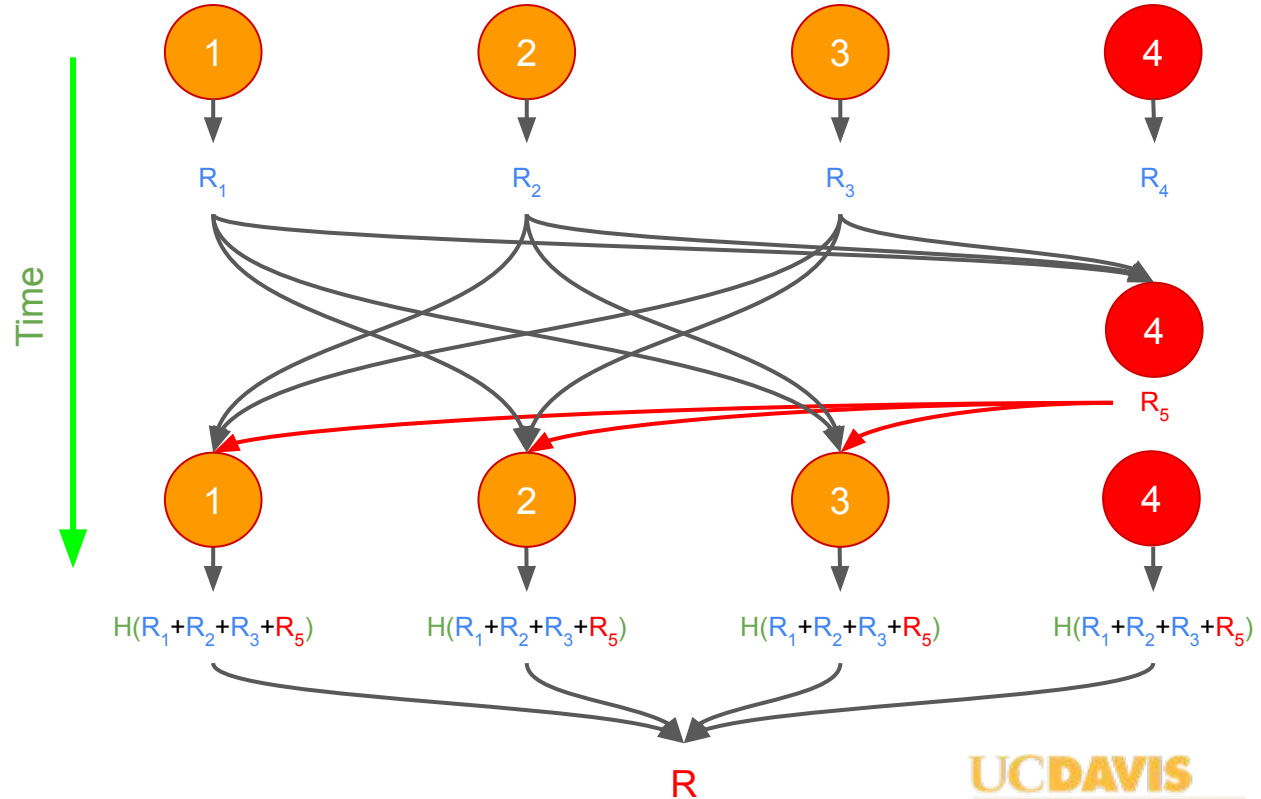 1 2 3 4
R1 R2 R3 R4
Time
4
R5
1 2 3 4
H(R1+R2+R3+R5) H(R1+R2+R3+R5) H(R1+R2+R3+R5) H(R1+R2+R3+R5)
R
UCDAVIS